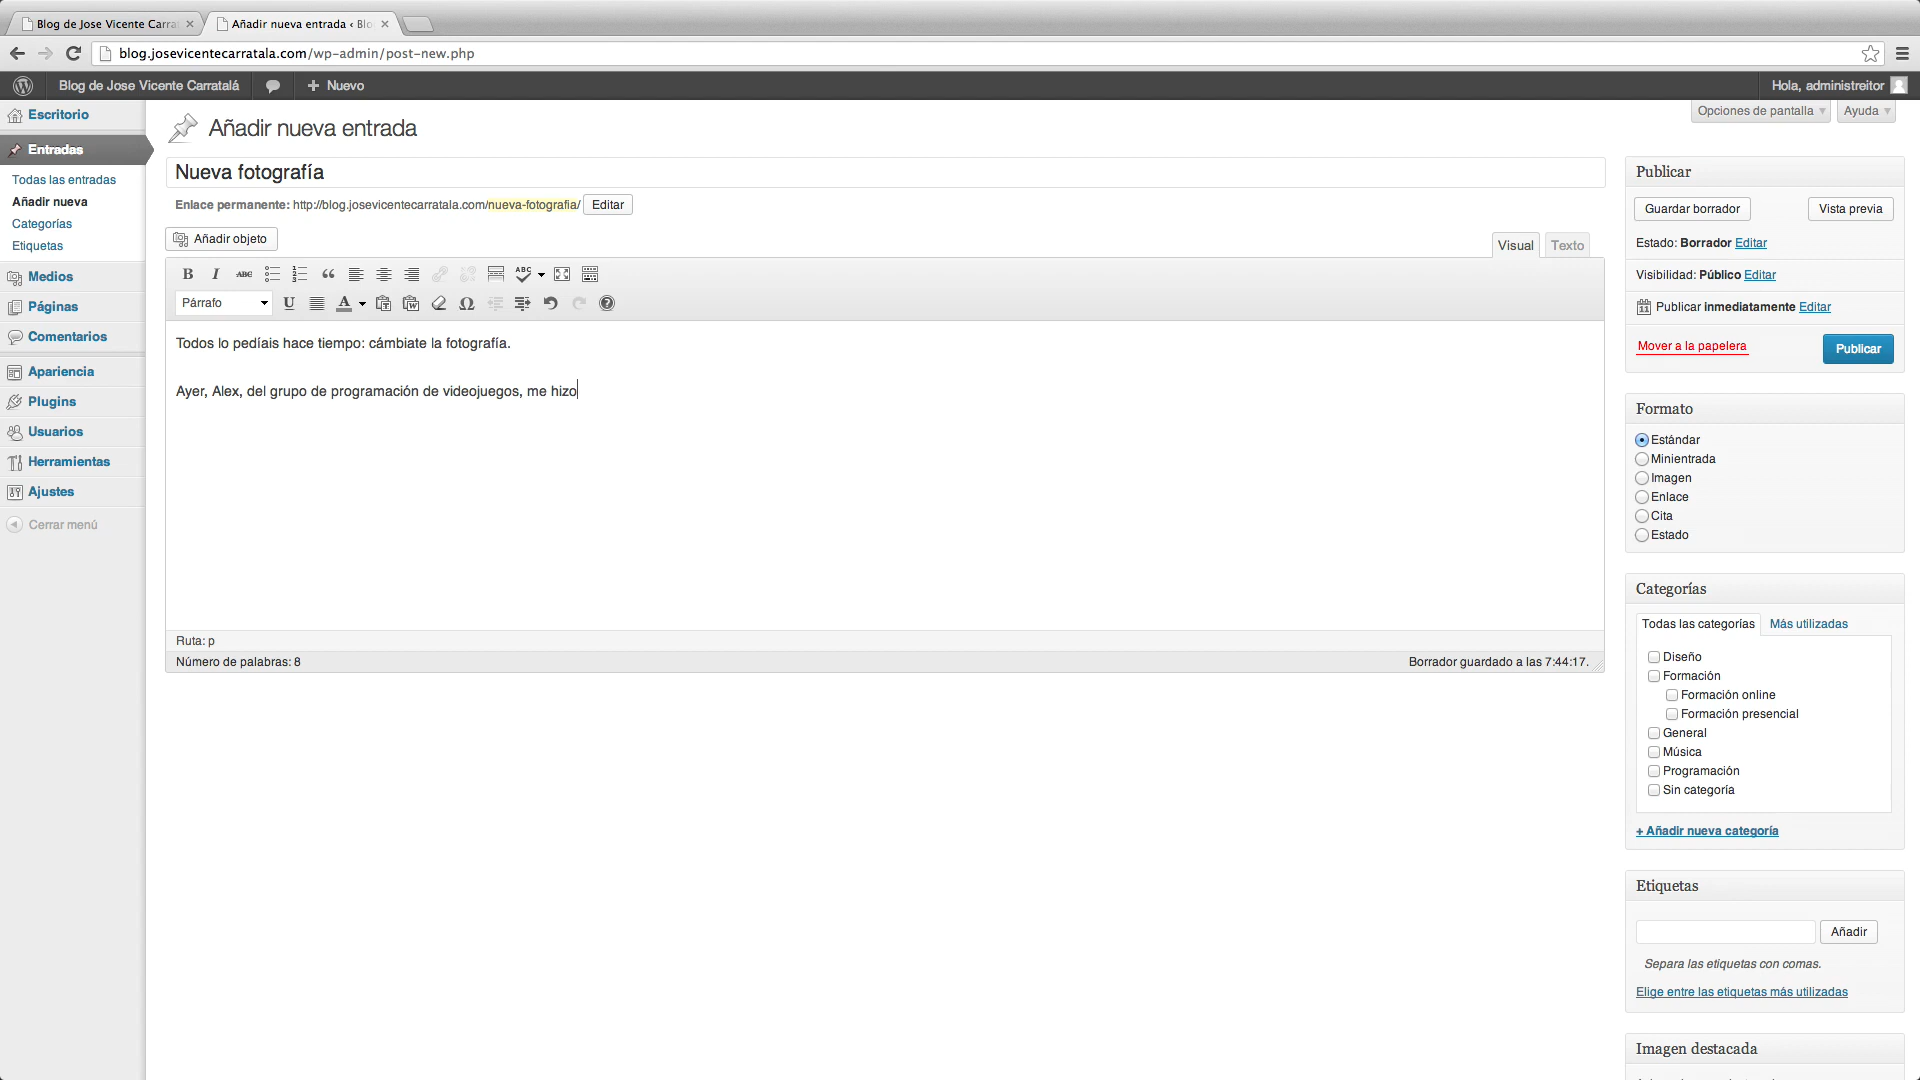 Blog de Jose Vicente Carra
Añadir nueva entrada ‹ Blo
blog.josevicentecarratala.com/wp-admin/post-new.php
Blog de Jose Vicente Carratalá
+ Nuevo
Hola, administreitor
Escritorio
Entradas
Todas las entradas
Añadir nueva
Categorías
Etiquetas
Medios
Páginas
Comentarios
Apariencia
Plugins
Usuarios
Herramientas
Ajustes
Cerrar menú
Opciones de pantalla
Ayuda
Añadir nueva entrada
Nueva fotografía
Enlace permanente: http://blog.josevicentecarratala.com/nueva-fotografia/ Editar
Añadir objeto
Visual
Texto
B I ABC ABC
Párrafo U A Ω
Todos lo pedíais hace tiempo: cámbiate la fotografía.
Ayer, Alex, del grupo de programación de videojuegos, me hizo
Ruta: p
Número de palabras: 8
Borrador guardado a las 7:44:17.
Publicar
Guardar borrador
Vista previa
Estado: Borrador Editar
Visibilidad: Público Editar
11 Publicar inmediatamente Editar
Mover a la papelera
Publicar
Formato
Estándar
Minientrada
Imagen
Enlace
Cita
Estado
Categorías
Todas las categorías
Más utilizadas
Diseño
Formación
Formación online
Formación presencial
General
Música
Programación
Sin categoría
+ Añadir nueva categoría
Etiquetas
Añadir
Separa las etiquetas con comas.
Elige entre las etiquetas más utilizadas
Imagen destacada